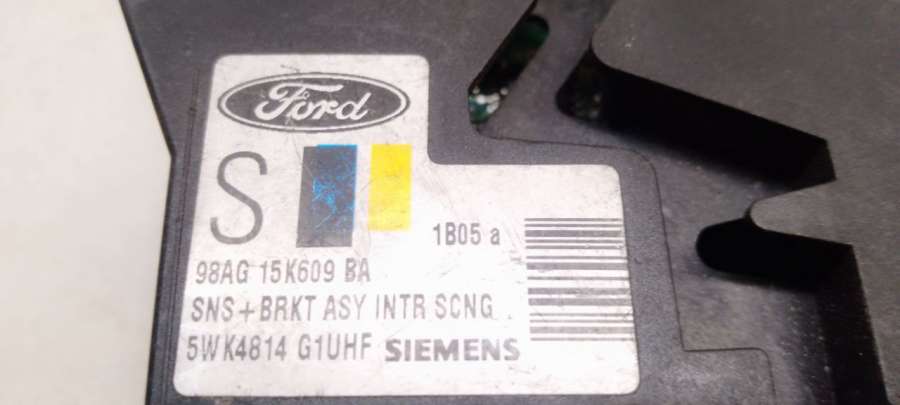 Ford
S
1B05 a
98AG 15K609 BA
SNS + BRKT ASY INTR SCNG
5WK4814 G1UHF SIEMENS